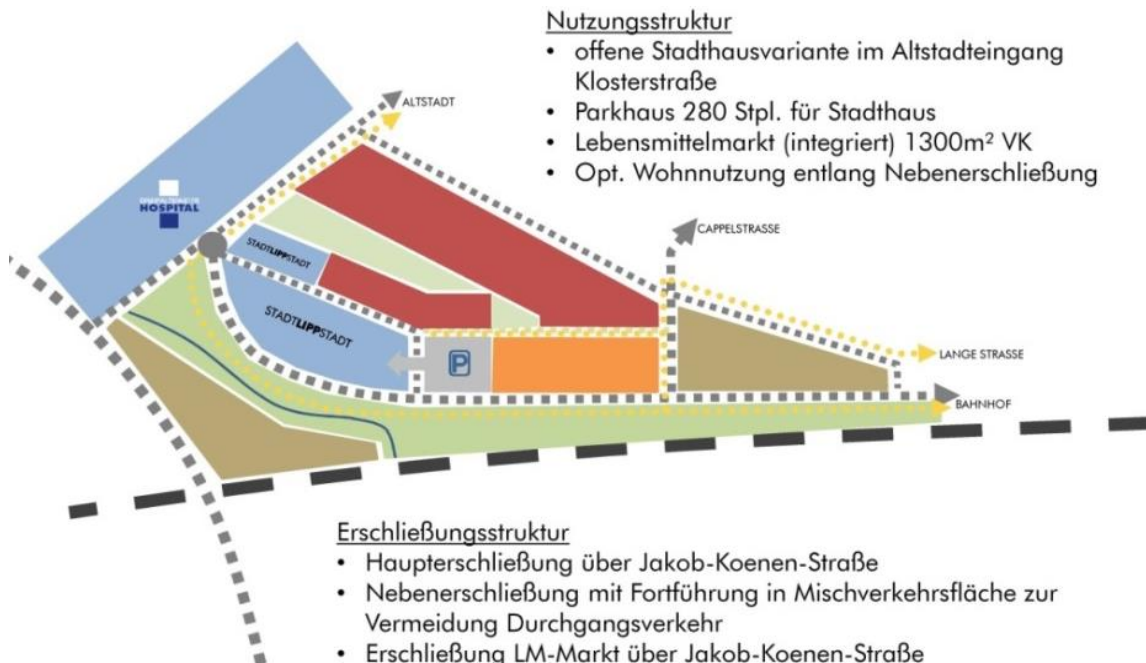 Nutzungsstruktur
• offene Stadthausvariante im Altstadteingang
Klosterstraße
• Parkhaus 280 Stpl. für Stadthaus
• Lebensmittelmarkt (integriert) 1300m² VK
• Opt. Wohnnutzung entlang Nebenerschließung
ALTSTADT
HOSPITAL
CAPPELSTRASSE
STADTLIPPSTADT
STADTLIPPSTADT
P
LANGE STRASSE
BAHNHOF
Erschließungsstruktur
• Haupterschließung über Jakob-Koenen-Straße
• Nebenerschließung mit Fortführung in Mischverkehrsfläche zur
Vermeidung Durchgangsverkehr
• Erschließung LM-Markt über Jakob-Koenen-Straße